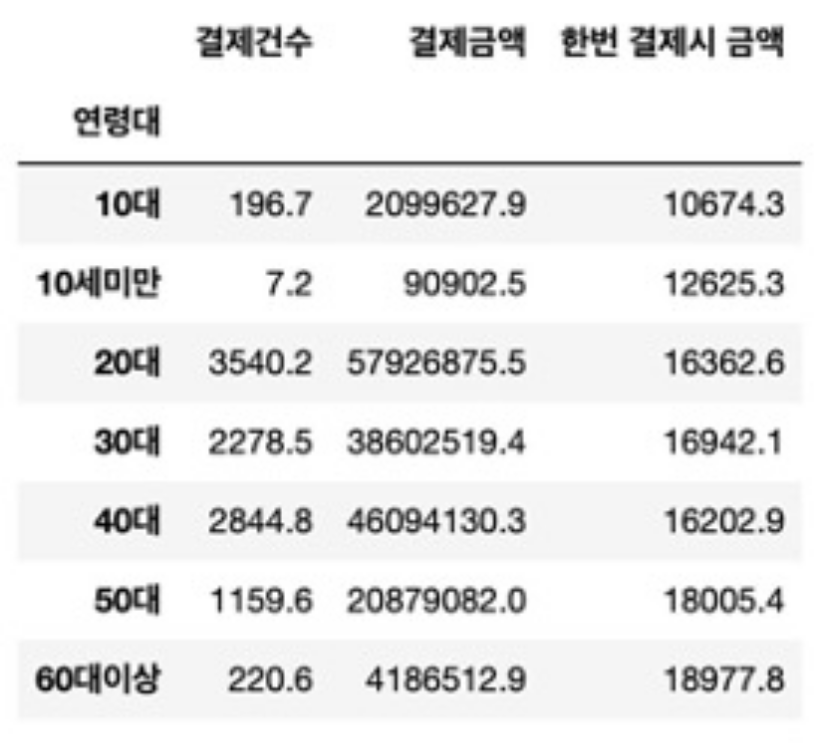 결제건수 결제금액 한번 결제시 금액
연령대
10대 196.7 2099627.9 10674.3
10세미만 7.2 90902.5 12625.3
20대 3540.2 57926875.5 16362.6
30대 2278.5 38602519.4 16942.1
40대 2844.8 46094130.3 16202.9
50대 1159.6 20879082.0 18005.4
60대이상 220.6 4186512.9 18977.8